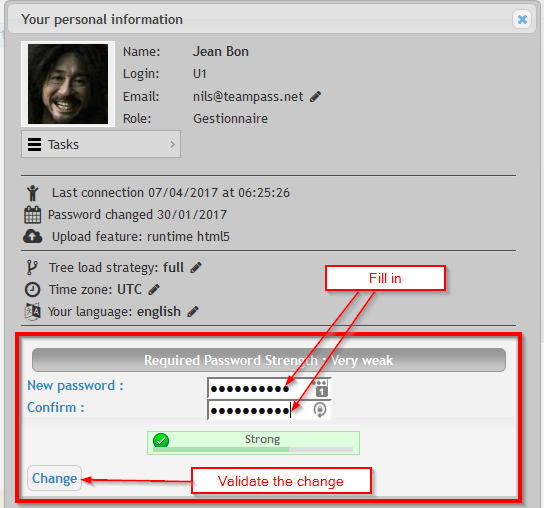 Your personal information
Name: Jean Bon
Login: U1
Email: nils@teampass.net
Role: Gestionnaire
Tasks
Last connection 07/04/2017 at 06:25:26
Password changed 30/01/2017
Upload feature: runtime html5
Tree load strategy: full
Time zone: UTC
Your language: english
Fill in
Required Password Strength : Very weak
New password :
1
Confirm :
Strong
Change
Validate the change